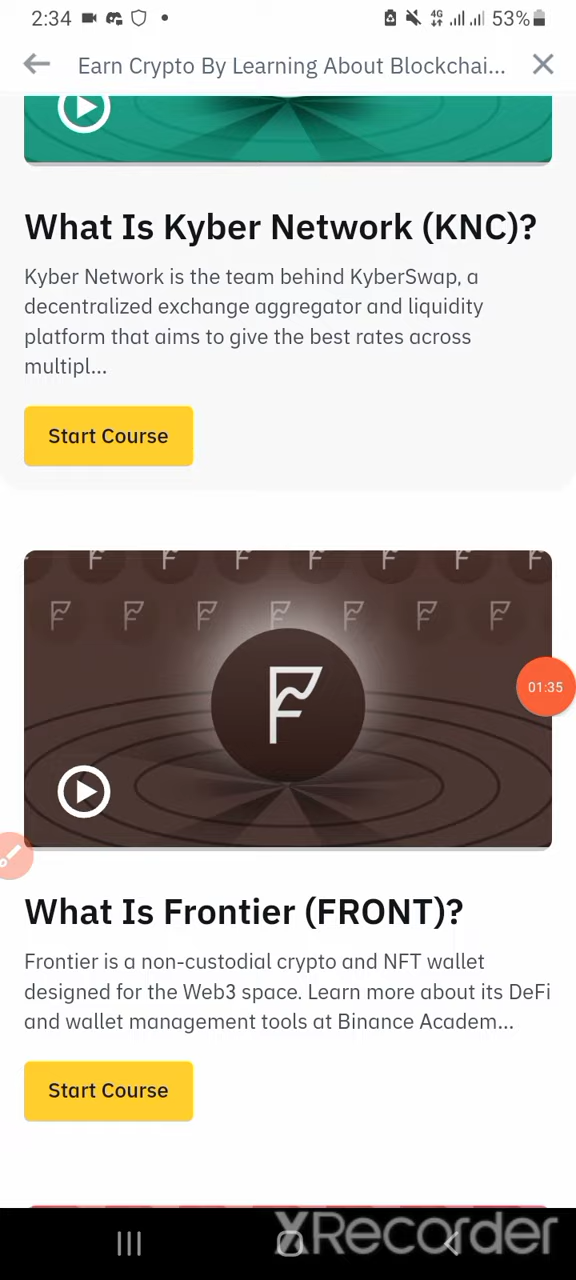 2:34
4G
53%
Earn Crypto By Learning About Blockchai...
What Is Kyber Network (KNC)?
Kyber Network is the team behind KyberSwap, a
decentralized exchange aggregator and liquidity
platform that aims to give the best rates across
multipl...
Start Course
01:35
What Is Frontier (FRONT)?
Frontier is a non-custodial crypto and NFT wallet
designed for the Web3 space. Learn more about its DeFi
and wallet management tools at Binance Academ...
Start Course
XRecorder